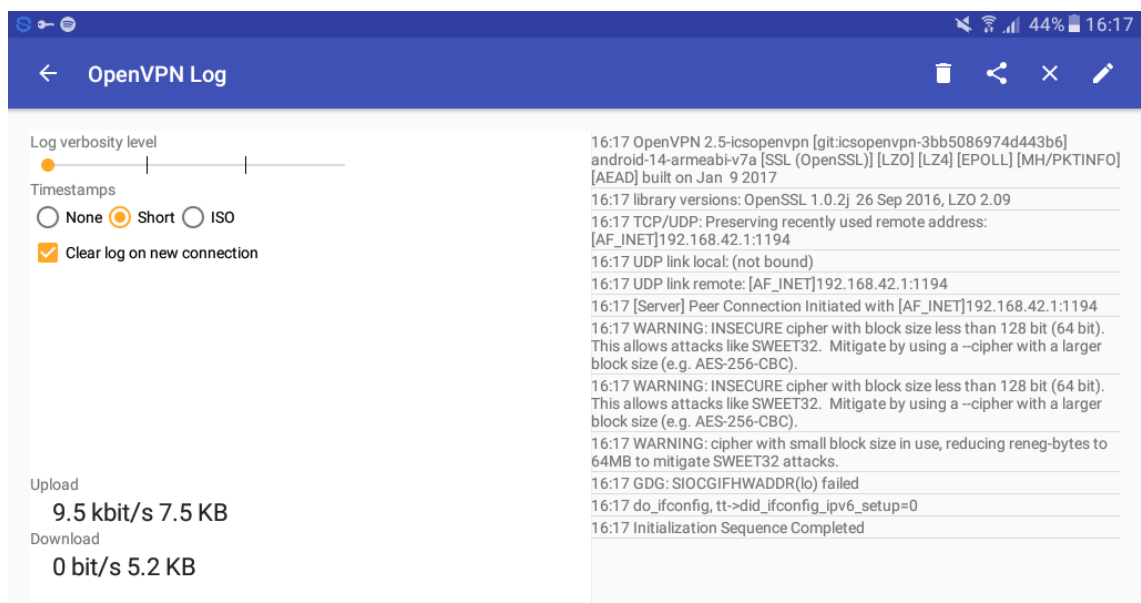 44% 16:17
OpenVPN Log
Log verbosity level
Timestamps
None Short ISO
Clear log on new connection
Upload
9.5 kbit/s 7.5 KB
Download
0 bit/s 5.2 KB
16:17 OpenVPN 2.5-icsopenvpn [git:icsopenvpn-3bb5086974d443b6]
android-14-armeabi-v7a [SSL (OpenSSL)] [LZO] [LZ4] [EPOLL] [MH/PKTINFO]
[AEAD] built on Jan  9 2017
16:17 library versions: OpenSSL 1.0.2j  26 Sep 2016, LZO 2.09
16:17 TCP/UDP: Preserving recently used remote address:
[AF_INET]192.168.42.1:1194
16:17 UDP link local: (not bound)
16:17 UDP link remote: [AF_INET]192.168.42.1:1194
16:17 [Server] Peer Connection Initiated with [AF_INET]192.168.42.1:1194
16:17 WARNING: INSECURE cipher with block size less than 128 bit (64 bit).
This allows attacks like SWEET32.  Mitigate by using a --cipher with a larger
block size (e.g. AES-256-CBC).
16:17 WARNING: INSECURE cipher with block size less than 128 bit (64 bit).
This allows attacks like SWEET32.  Mitigate by using a --cipher with a larger
block size (e.g. AES-256-CBC).
16:17 WARNING: cipher with small block size in use, reducing reneg-bytes to
64MB to mitigate SWEET32 attacks.
16:17 GDG: SIOCGIFHWADDR(lo) failed
16:17 do_ifconfig, tt->did_ifconfig_ipv6_setup=0
16:17 Initialization Sequence Completed